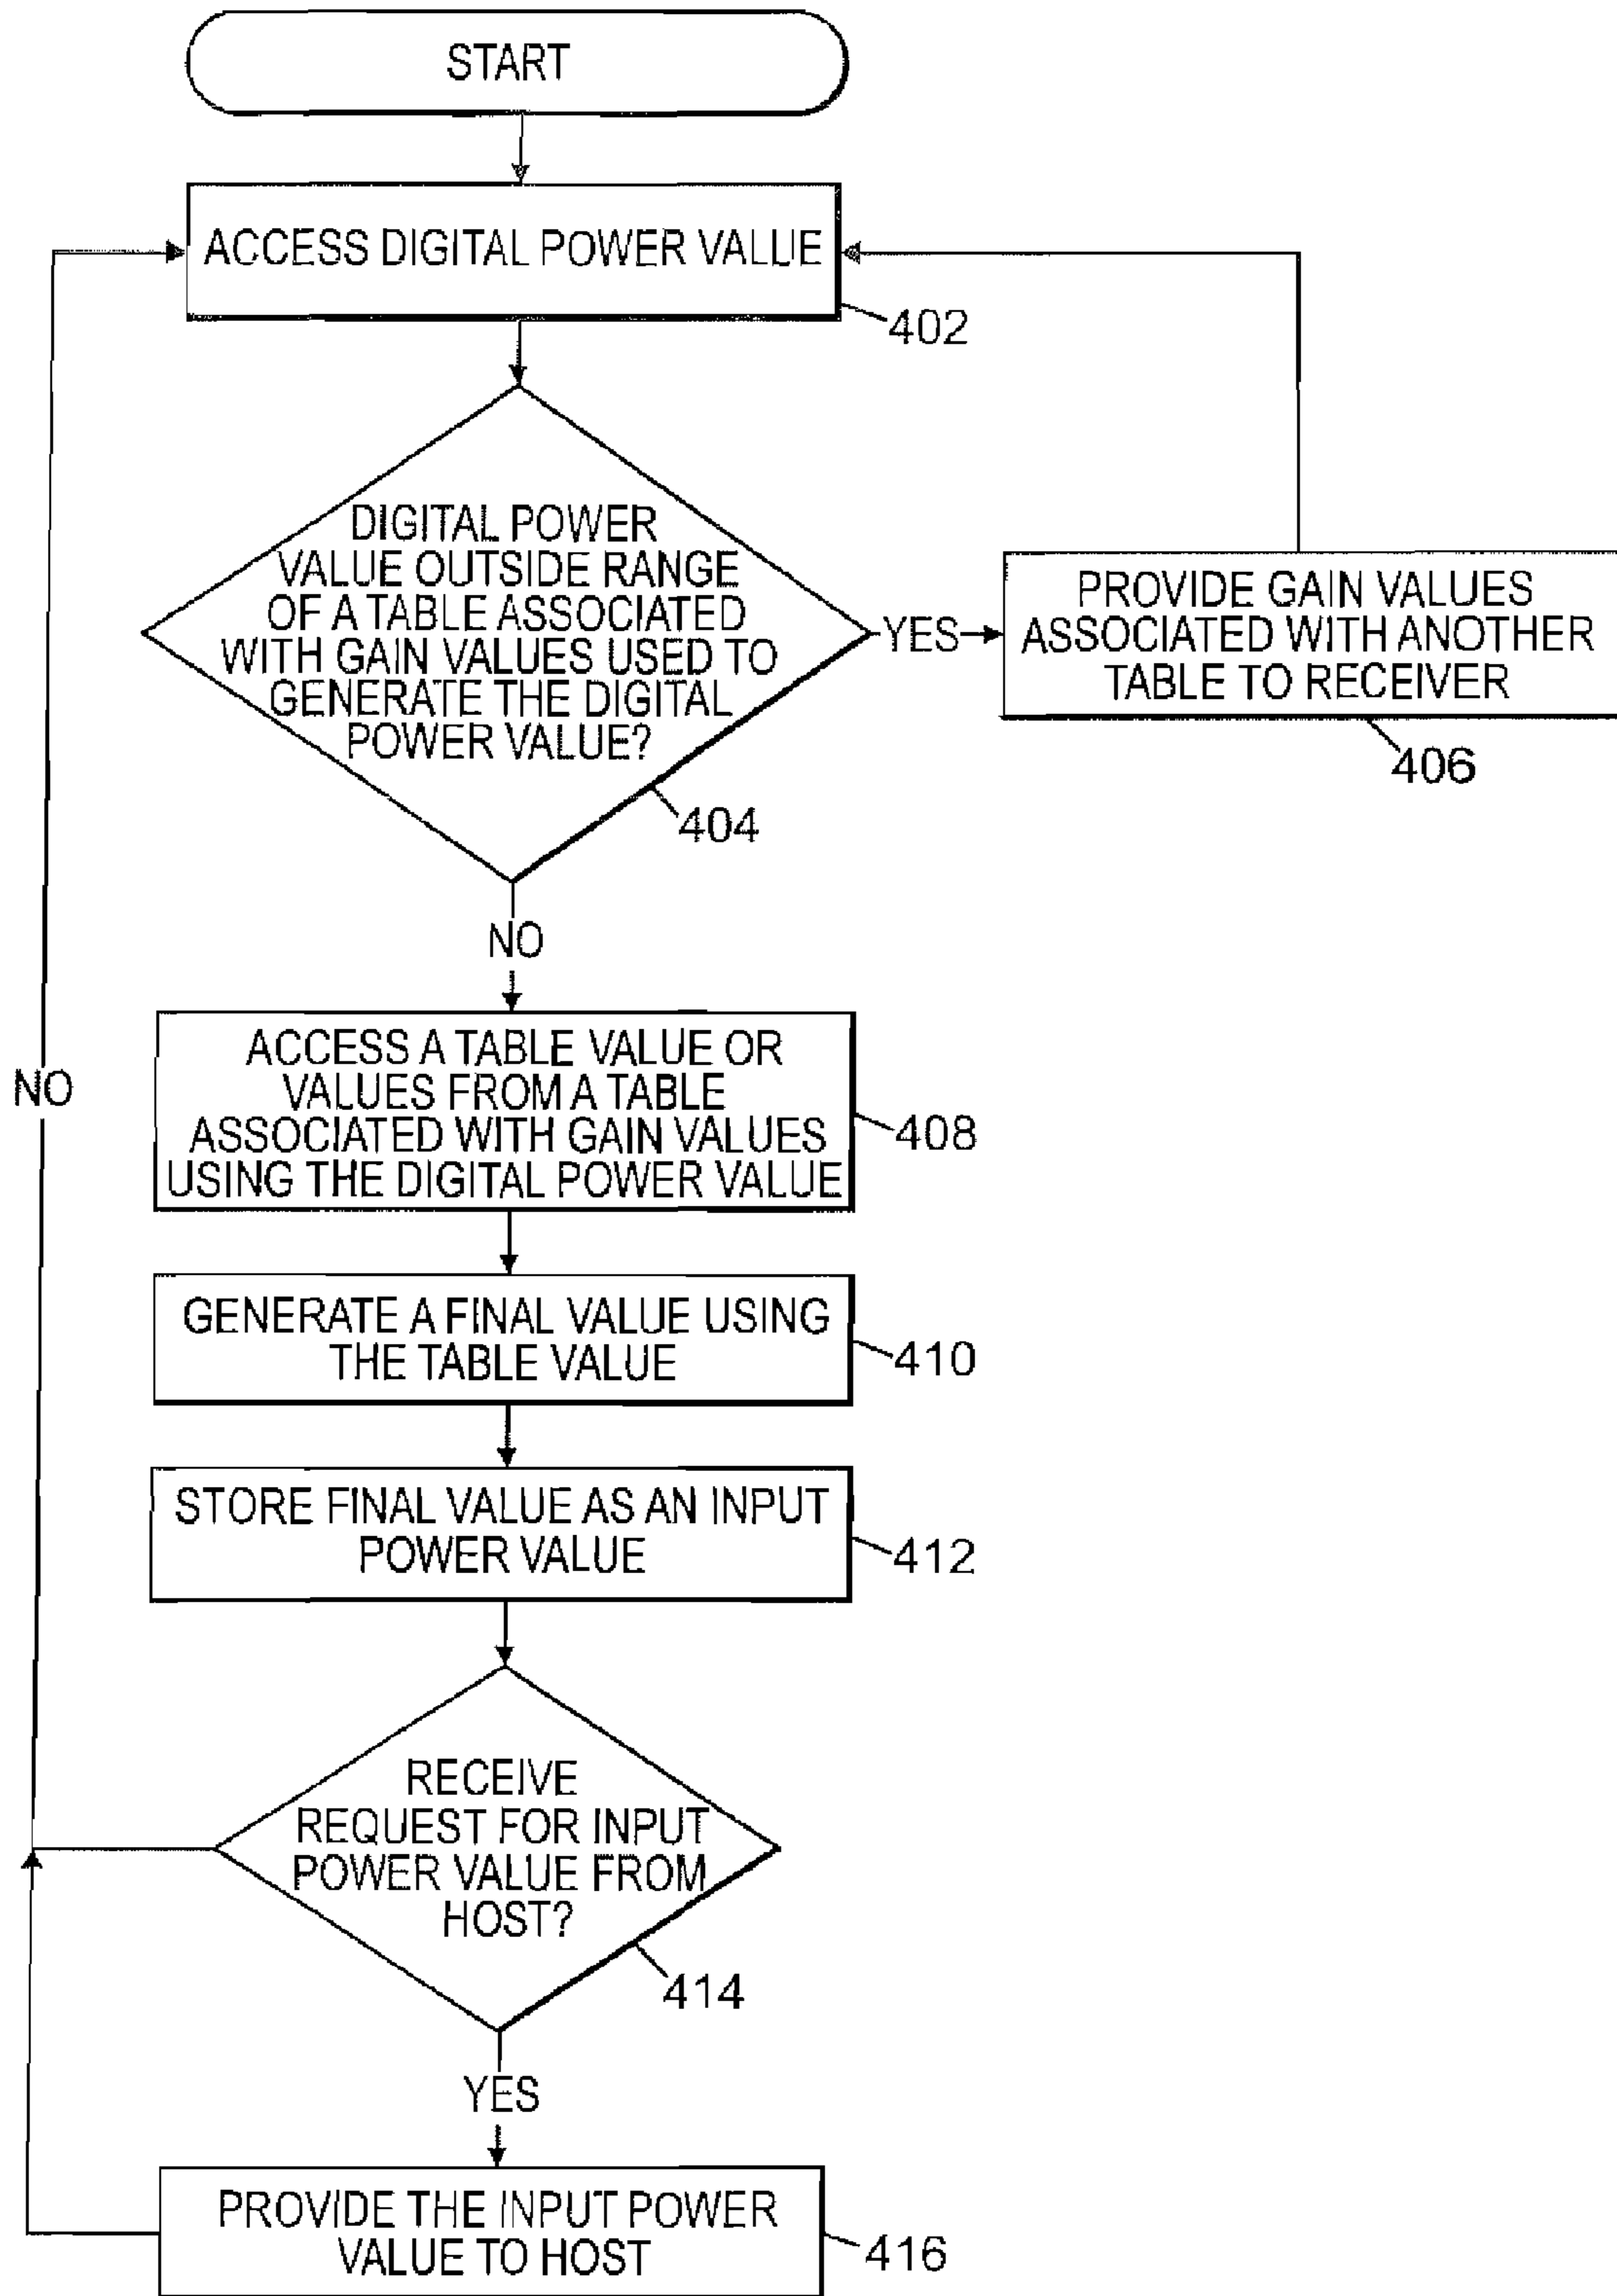 START
ACCESS DIGITAL POWER VALUE
402
DIGITAL POWER
VALUE OUTSIDE RANGE
OF A TABLE ASSOCIATED
WITH GAIN VALUES USED TO
GENERATE THE DIGITAL
POWER VALUE?
404
YES
PROVIDE GAIN VALUES
ASSOCIATED WITH ANOTHER
TABLE TO RECEIVER
406
NO
ACCESS A TABLE VALUE OR
VALUES FROM A TABLE
ASSOCIATED WITH GAIN VALUES
USING THE DIGITAL POWER VALUE
408
GENERATE A FINAL VALUE USING
THE TABLE VALUE
410
STORE FINAL VALUE AS AN INPUT
POWER VALUE
412
RECEIVE
REQUEST FOR INPUT
POWER VALUE FROM
HOST?
414
NO
YES
PROVIDE THE INPUT POWER
VALUE TO HOST
416